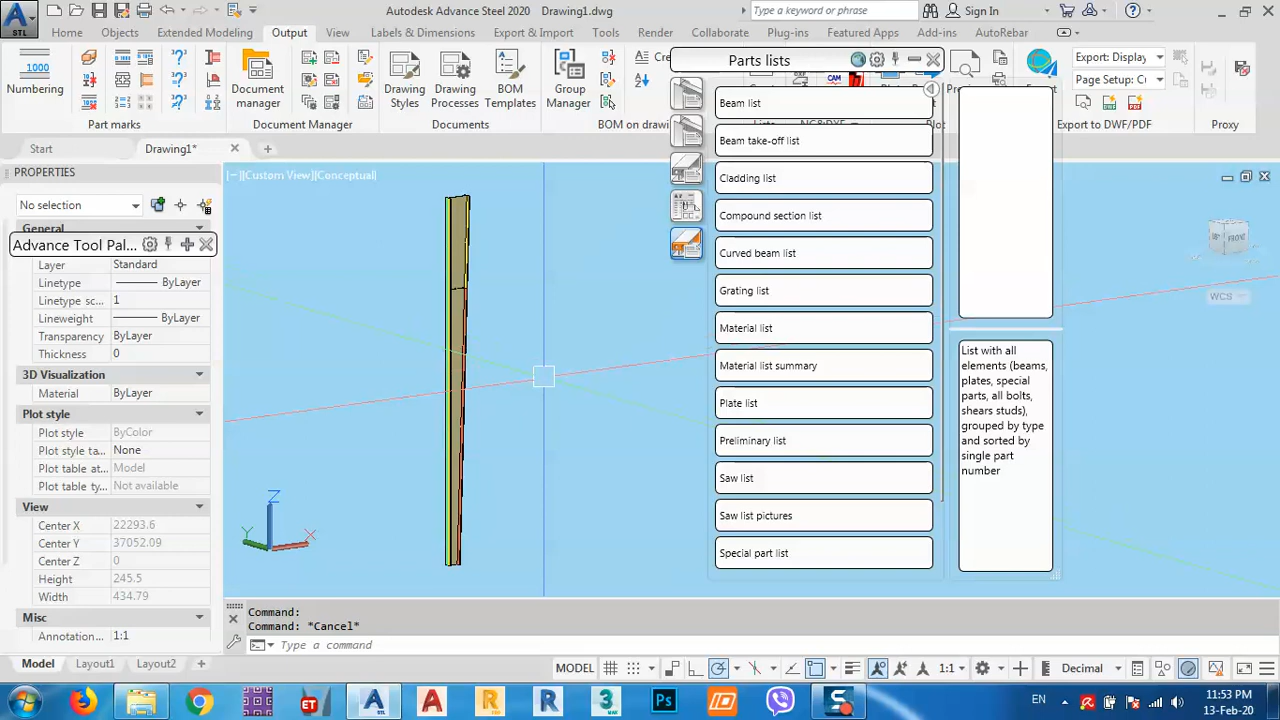 Autodesk Advance Steel 2020
Drawing1.dwg
Type a keyword or phrase
Sign In
STL
Home
Objects
Extended Modeling
Output
View
Labels & Dimensions
Export & Import
Tools
Render
Collaborate
Plug-ins
Featured Apps
Add-ins
AutoRebar
1000
Numbering
Document
manager
Drawing
Styles
Drawing
Processes
BOM
Templates
Group
Manager
Parts lists
CAM
Export: Display
Page Setup: C
Part marks
Document Manager
Documents
BOM on drawin
Export to DWF/PDF
Proxy
Start
Drawing1*
PROPERTIES
No selection
General
Advance Tool Pal...
Layer
Standard
Linetype
ByLayer
Linetype sc...
1
Lineweight
ByLayer
Transparency
ByLayer
Thickness
0
3D Visualization
Material
ByLayer
Plot style
Plot style
ByColor
Plot style ta...
None
Plot table at...
Model
Plot table ty...
Not available
View
Center X
22293.6
Center Y
37052.09
Center Z
0
Height
245.5
Width
434.79
Misc
Annotation...
1:1
[−][Custom View][Conceptual]
Z
Y
X
Beam list
Beam take-off list
Cladding list
Compound section list
Curved beam list
Grating list
Material list
Material list summary
Plate list
Preliminary list
Saw list
Saw list pictures
Special part list
List with all
elements (beams,
plates, special
parts, all bolts,
shears studs),
grouped by type
and sorted by
single part
number
FRONT
WCS
Command:
Command: *Cancel*
Type a command
Model
Layout1
Layout2
MODEL
1:1
Decimal
ET
Ps
EN
11:53 PM
13-Feb-20